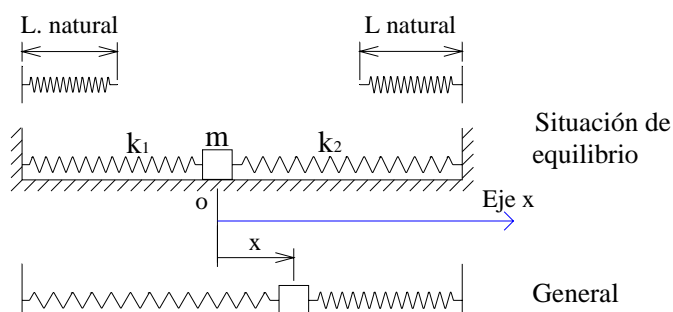 L. natural
L natural
k1
m
k2
Situación de
equilibrio
o
Eje x
x
General